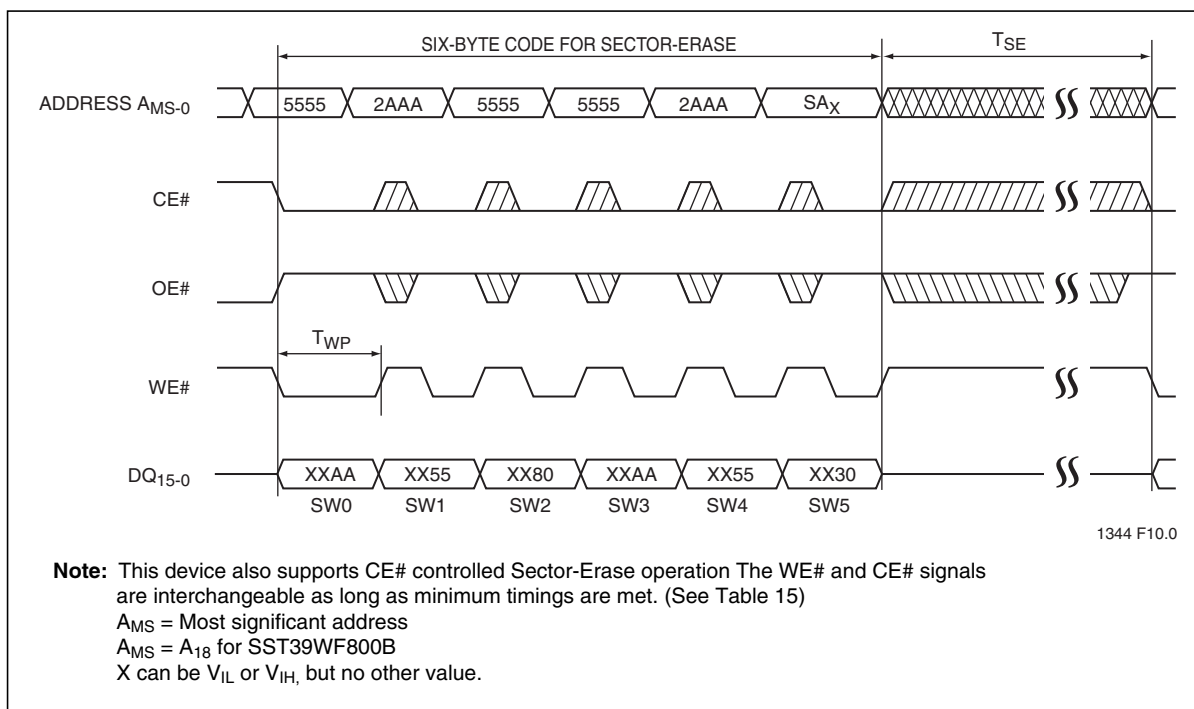 SIX-BYTE CODE FOR SECTOR-ERASE TSE
ADDRESS AMS-0 5555 2AAA 5555 5555 2AAA SAX
CE#
OE#
TWP
WE#
DQ15-0 XXAA XX55 XX80 XXAA XX55 XX30
SW0 SW1 SW2 SW3 SW4 SW5
1344 F10.0
Note: This device also supports CE# controlled Sector-Erase operation The WE# and CE# signals
are interchangeable as long as minimum timings are met. (See Table 15)
AMS = Most significant address
AMS = A18 for SST39WF800B
X can be VIL or VIH, but no other value.